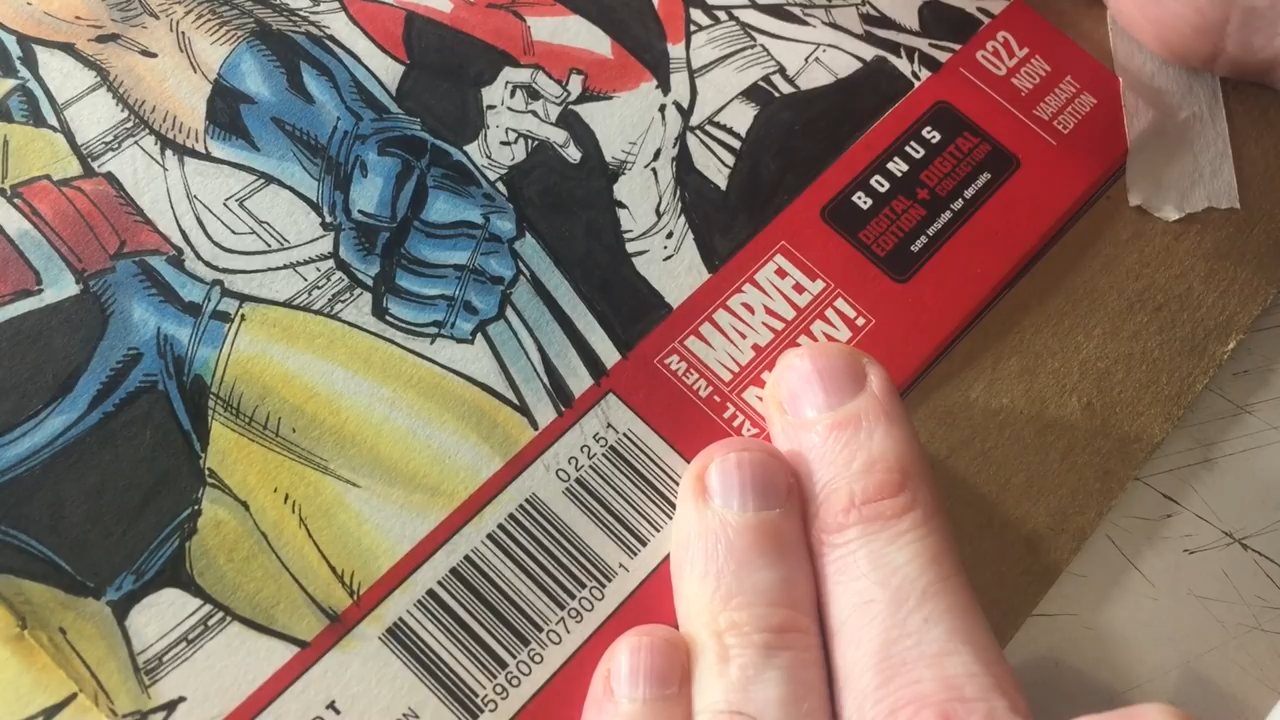 022
NOW
VARIANT
EDITION
BONUS
DIGITAL EDITION + DIGITAL COLLECTION
see inside for details
ALL-NEW
MARVEL
02251
59606 07900 1